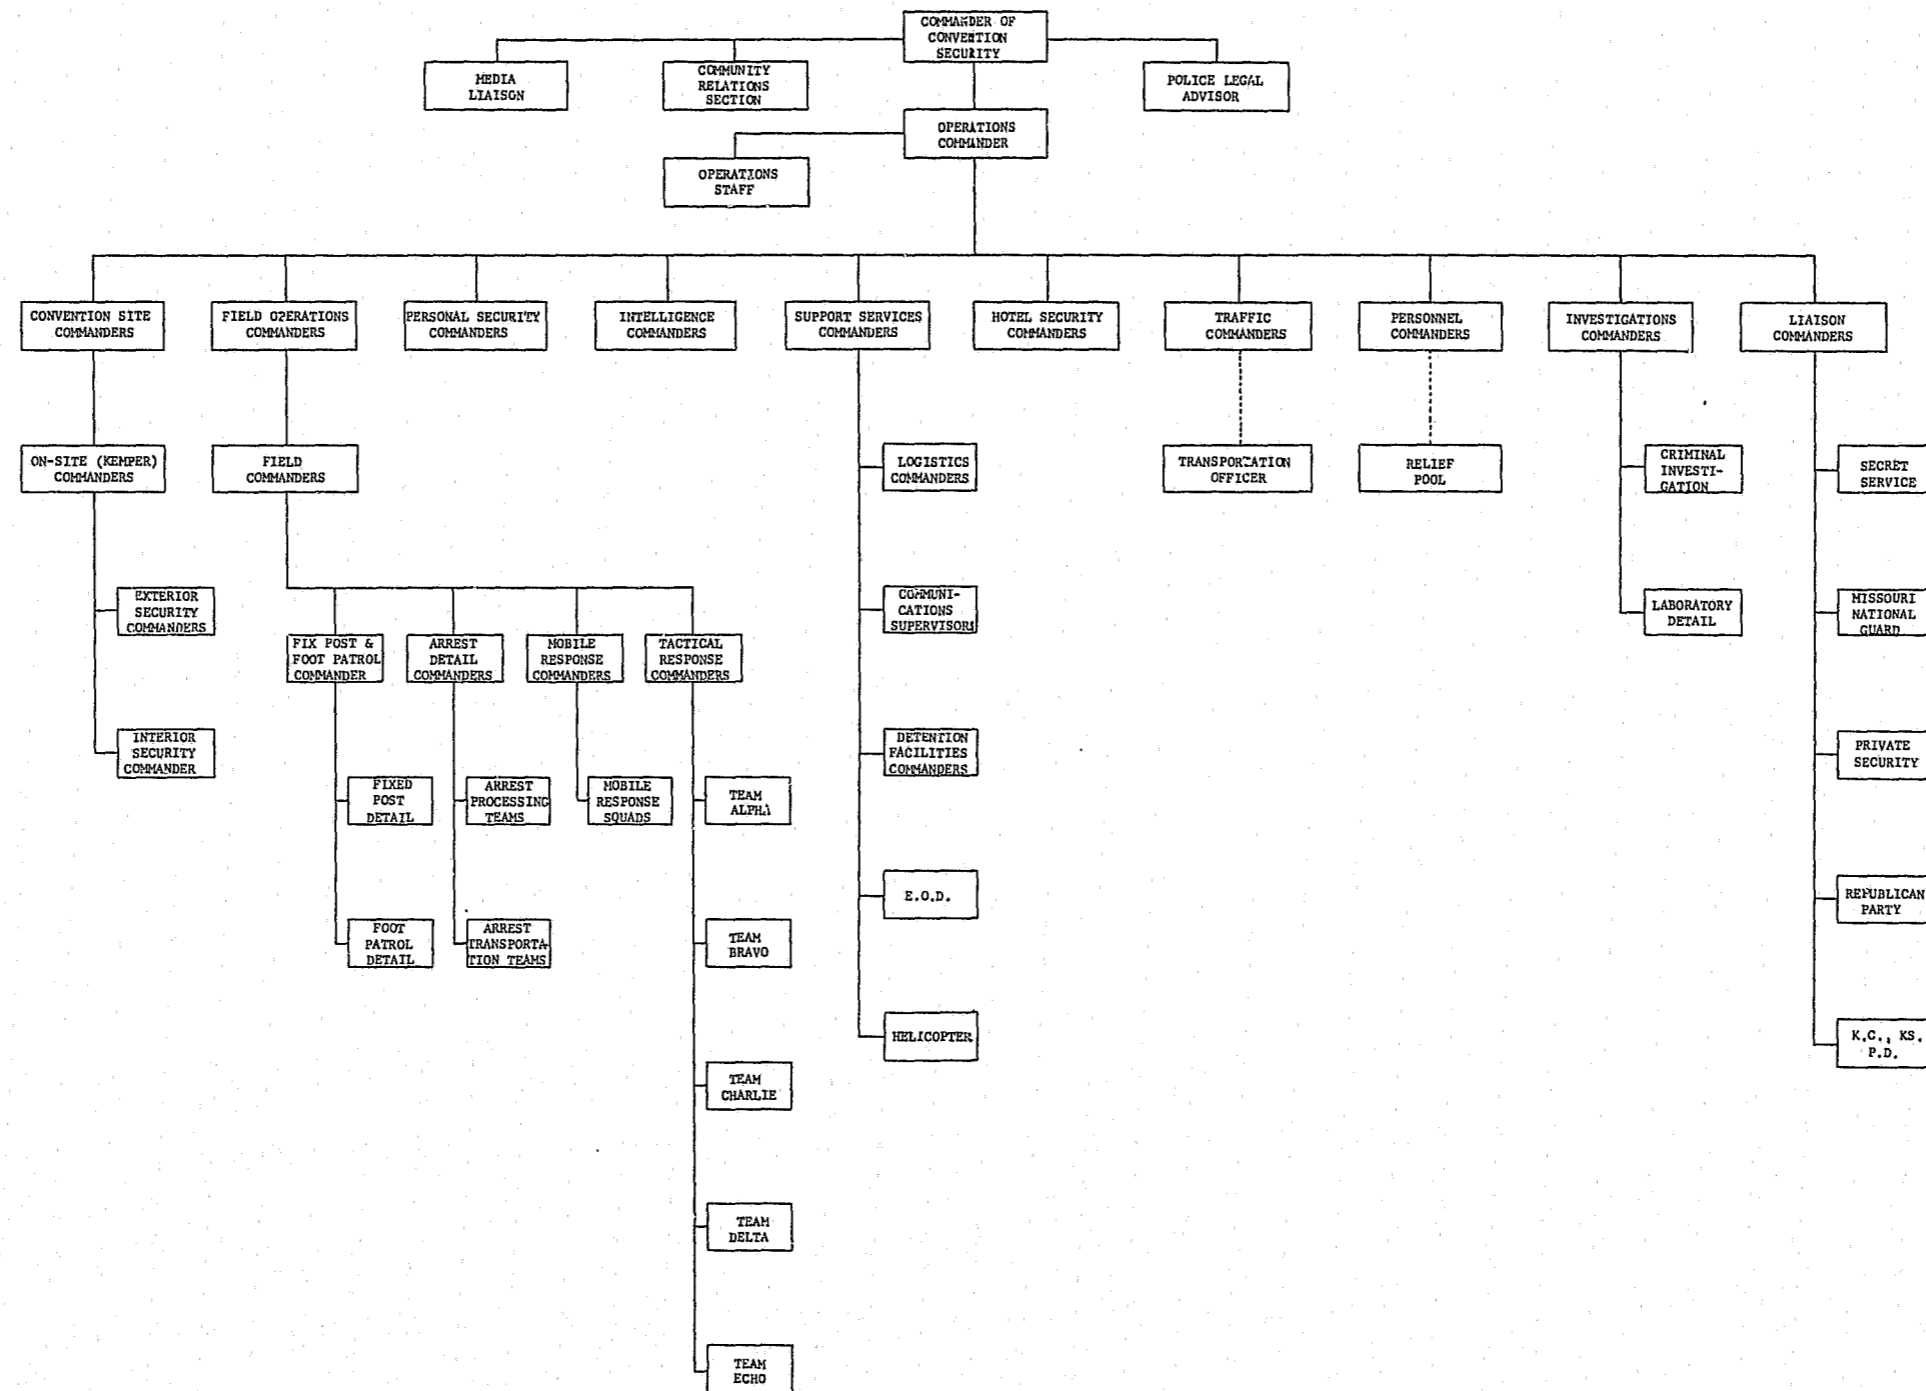 COMMANDER OF
CONVENTION
SECURITY
MEDIA
LIAISON
COMMUNITY
RELATIONS
SECTION
POLICE LEGAL
ADVISOR
OPERATIONS
COMMANDER
OPERATIONS
STAFF
CONVENTION SITE
COMMANDERS
FIELD OPERATIONS
COMMANDERS
PERSONAL SECURITY
COMMANDERS
INTELLIGENCE
COMMANDERS
SUPPORT SERVICES
COMMANDERS
HOTEL SECURITY
COMMANDERS
TRAFFIC
COMMANDERS
PERSONNEL
COMMANDERS
INVESTIGATIONS
COMMANDERS
LIAISON
COMMANDERS
ON-SITE (KEMPER)
COMMANDERS
FIELD
COMMANDERS
LOGISTICS
COMMANDERS
TRANSPORTATION
OFFICER
RELIEF
POOL
CRIMINAL
INVESTI-
GATION
SECRET
SERVICE
EXTERIOR
SECURITY
COMMANDERS
COMMUNI-
CATIONS
SUPERVISORS
LABORATORY
DETAIL
MISSOURI
NATIONAL
GUARD
FIX POST &
FOOT PATROL
COMMANDER
ARREST
DETAIL
COMMANDERS
MOBILE
RESPONSE
COMMANDERS
TACTICAL
RESPONSE
COMMANDERS
INTERIOR
SECURITY
COMMANDER
DETENTION
FACILITIES
COMMANDERS
PRIVATE
SECURITY
FIXED
POST
DETAIL
ARREST
PROCESSING
TEAMS
MOBILE
RESPONSE
SQUADS
TEAM
ALPHA
E.O.D.
REPUBLICAN
PARTY
FOOT
PATROL
DETAIL
ARREST
TRANSPORTA-
TION TEAMS
TEAM
BRAVO
HELICOPTER
K.C., KS.
P.D.
TEAM
CHARLIE
TEAM
DELTA
TEAM
ECHO